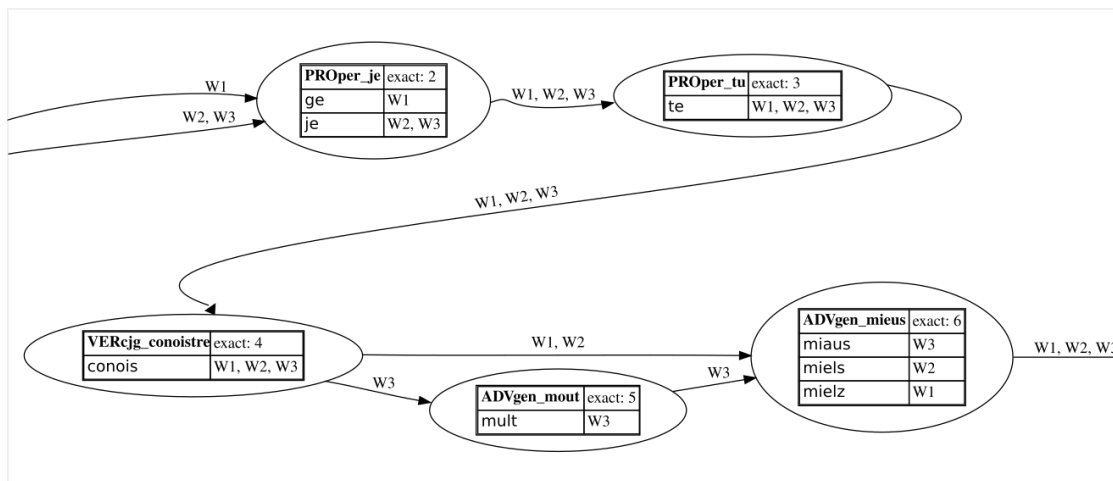 W1
W2, W3
PROper_je exact: 2
ge W1
je W2, W3
W1, W2, W3
PROper_tu exact: 3
te W1, W2, W3
W1, W2, W3
VERcjg_conoistre exact: 4
conois W1, W2, W3
W1, W2
W3
ADVgen_mout exact: 5
mult W3
W3
ADVgen_mieus exact: 6
miaus W3
miels W2
mielz W1
W1, W2, W3